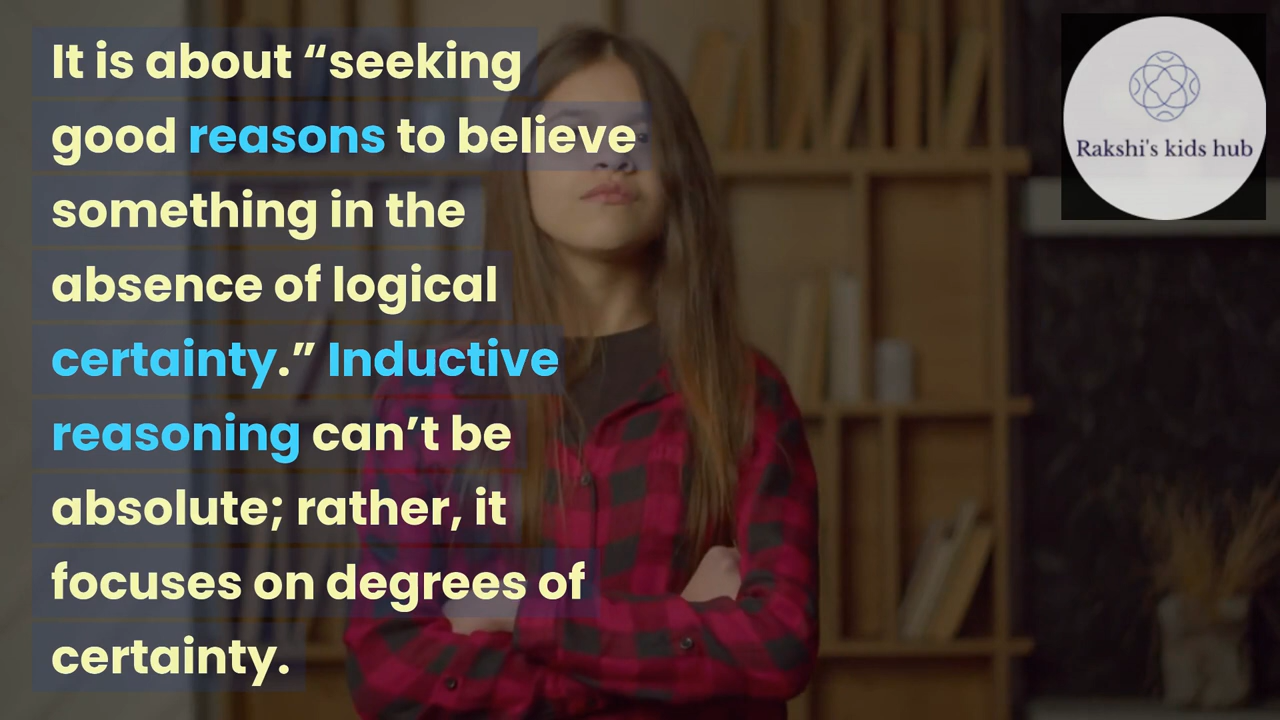 It is about “seeking
good reasons to believe
something in the
absence of logical
certainty.” Inductive
reasoning can’t be
absolute; rather, it
focuses on degrees of
certainty.
Rakshi's kids hub